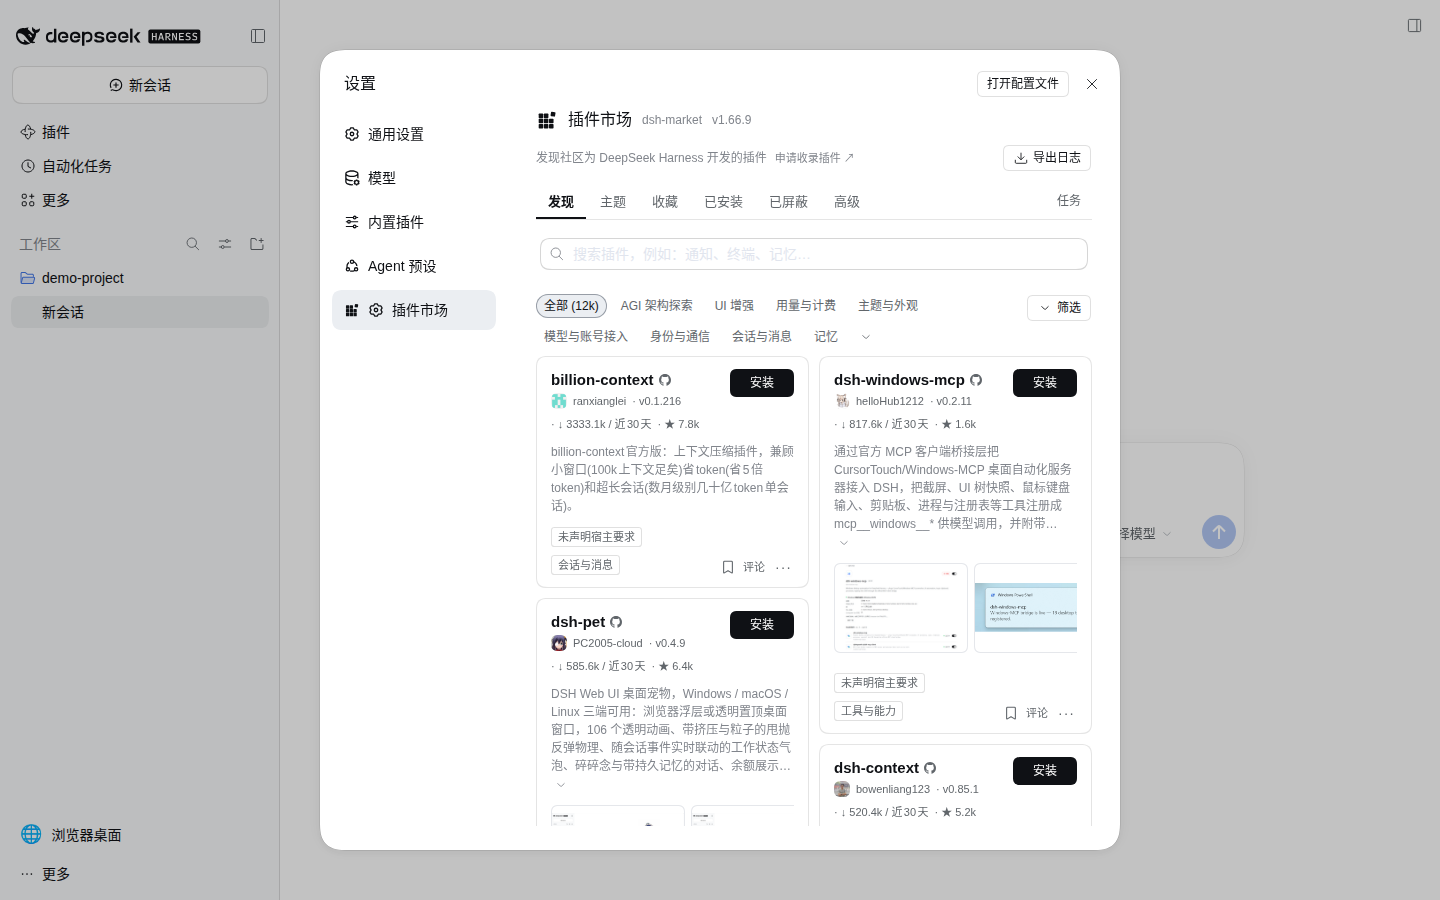 deepseek HARNESS
新会话
插件
自动化任务
更多
工作区
demo-project
新会话
浏览器桌面
更多
设置
打开配置文件
通用设置
模型
内置插件
Agent 预设
插件市场
插件市场 dsh-market v1.66.9
发现社区为 DeepSeek Harness 开发的插件 申请收录插件 ↗
导出日志
发现 主题 收藏 已安装 已屏蔽 高级 任务
搜索插件，例如：通知、终端、记忆…
全部 (12k) AGI 架构探索 UI 增强 用量与计费 主题与外观
筛选
模型与账号接入 身份与通信 会话与消息 记忆
billion-context
安装
ranxianglei · v0.1.216
· ↓ 3333.1k / 近30天 · ★ 7.8k
billion-context官方版：上下文压缩插件，兼顾
小窗口(100k上下文足矣)省token(省5倍
token)和超长会话(数月级别几十亿token单会
话)。
未声明宿主要求
会话与消息
评论 ···
dsh-pet
安装
PC2005-cloud · v0.4.9
· ↓ 585.6k / 近30天 · ★ 6.4k
DSH Web UI 桌面宠物，Windows / macOS /
Linux 三端可用：浏览器浮层或透明置顶桌面
窗口，106 个透明动画、带挤压与粒子的甩抛
反弹物理、随会话事件实时联动的工作状态气
泡、碎碎念与带持久记忆的对话、余额展示…
dsh-windows-mcp
安装
helloHub1212 · v0.2.11
· ↓ 817.6k / 近30天 · ★ 1.6k
通过官方 MCP 客户端桥接层把
CursorTouch/Windows-MCP 桌面自动化服务
器接入 DSH，把截屏、UI 树快照、鼠标键盘
输入、剪贴板、进程与注册表等工具注册成
mcp__windows__* 供模型调用，并附带…
Windows PowerShell
dsh-windows-mcp
未声明宿主要求
工具与能力
评论 ···
dsh-context
安装
bowenliang123 · v0.85.1
· ↓ 520.4k / 近30天 · ★ 5.2k
择模型